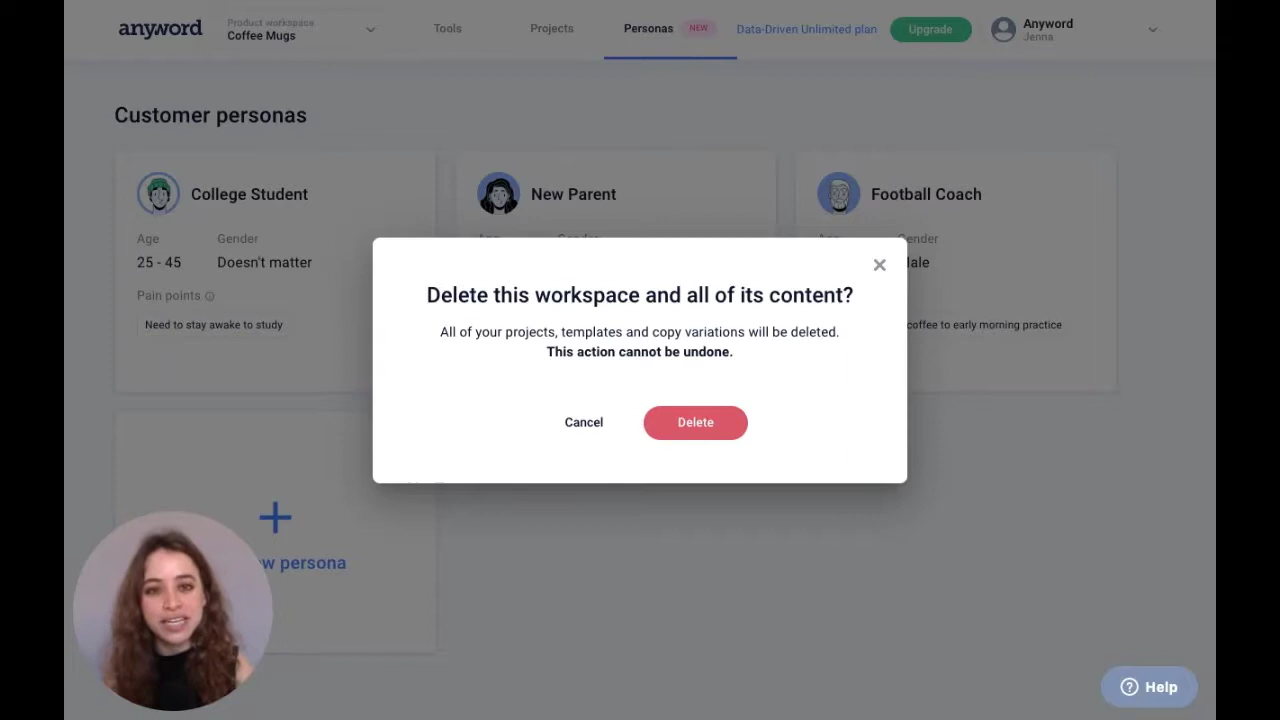 anyword
Product workspace
Coffee Mugs
Tools
Projects
Personas NEW
Data-Driven Unlimited plan
Upgrade
Anyword
Jenna
Customer personas
College Student
New Parent
Football Coach
Age Gender
25 - 45 Doesn't matter
Pain points
Need to stay awake to study
Gender
coffee to early morning practice
Delete this workspace and all of its content?
All of your projects, templates and copy variations will be deleted.
This action cannot be undone.
Cancel
Delete
persona
Help